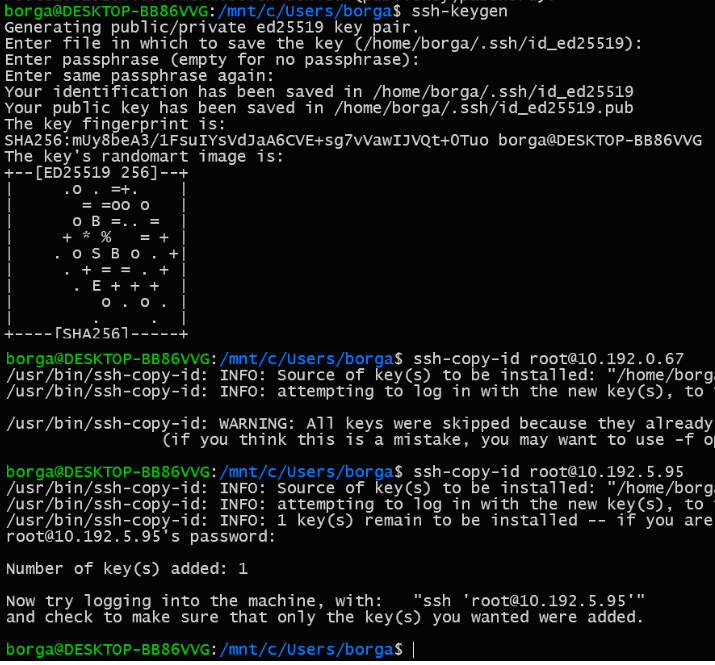 borga@DESKTOP-BB86VVG:/mnt/c/Users/borga$ ssh-keygen
Generating public/private ed25519 key pair.
Enter file in which to save the key (/home/borga/.ssh/id_ed25519):
Enter passphrase (empty for no passphrase):
Enter same passphrase again:
Your identification has been saved in /home/borga/.ssh/id_ed25519
Your public key has been saved in /home/borga/.ssh/id_ed25519.pub
The key fingerprint is:
SHA256:mUy8beA3/1FsuIYsVdJaA6CVE+sg7vVawIJVQt+0Tuo borga@DESKTOP-BB86VVG
The key's randomart image is:
+--[ED25519 256]--+
|     .o . =+.    |
|       = =oo o   |
|      o B =.. =  |
|     + * %   = + |
|    . o S B o . +|
|     . + = = . + |
|      . E + + +  |
|         o . o . |
|        .     .  |
+----[SHA256]-----+
borga@DESKTOP-BB86VVG:/mnt/c/Users/borga$ ssh-copy-id root@10.192.0.67
/usr/bin/ssh-copy-id: INFO: Source of key(s) to be installed: "/home/borg
/usr/bin/ssh-copy-id: INFO: attempting to log in with the new key(s), to
/usr/bin/ssh-copy-id: WARNING: All keys were skipped because they already
(if you think this is a mistake, you may want to use -f op
borga@DESKTOP-BB86VVG:/mnt/c/Users/borga$ ssh-copy-id root@10.192.5.95
/usr/bin/ssh-copy-id: INFO: Source of key(s) to be installed: "/home/borg
/usr/bin/ssh-copy-id: INFO: attempting to log in with the new key(s), to
/usr/bin/ssh-copy-id: INFO: 1 key(s) remain to be installed -- if you are
root@10.192.5.95's password:
Number of key(s) added: 1
Now try logging into the machine, with:   "ssh 'root@10.192.5.95'"
and check to make sure that only the key(s) you wanted were added.
borga@DESKTOP-BB86VVG:/mnt/c/Users/borga$